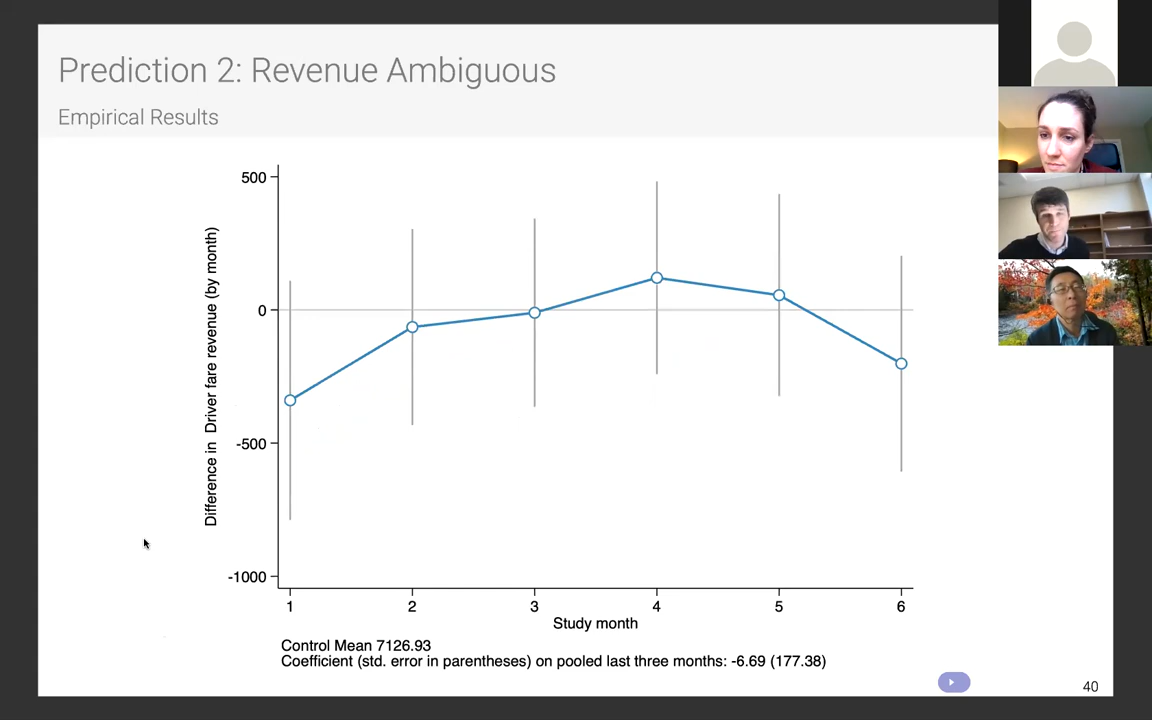 Prediction 2: Revenue Ambiguous
Empirical Results
Difference in Driver fare revenue (by month)
500
0
-500
-1000
1 2 3 4 5 6
Study month
Control Mean 7126.93
Coefficient (std. error in parentheses) on pooled last three months: -6.69 (177.38)
40